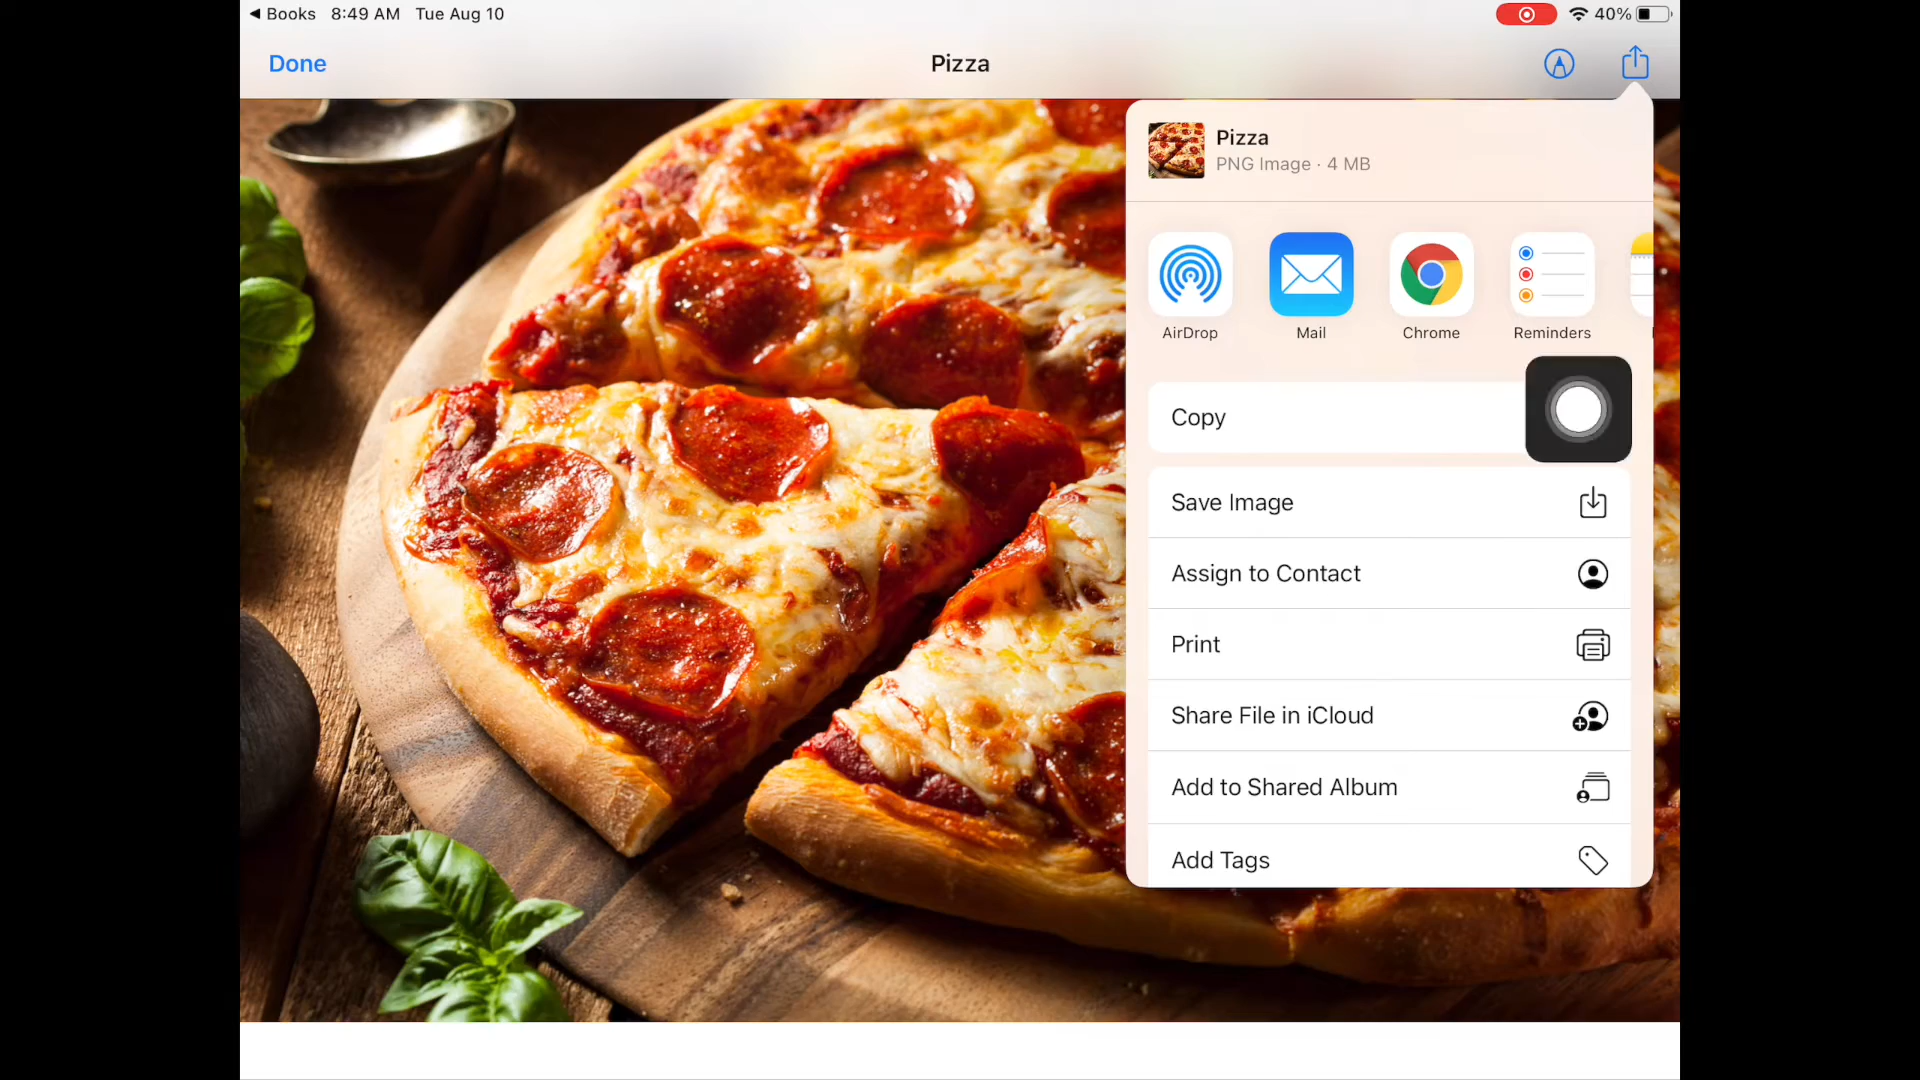 Books 8:49 AM Tue Aug 10 40%
Done Pizza
Pizza
PNG Image · 4 MB
AirDrop Mail Chrome Reminders
Copy
Save Image
Assign to Contact
Print
Share File in iCloud
Add to Shared Album
Add Tags